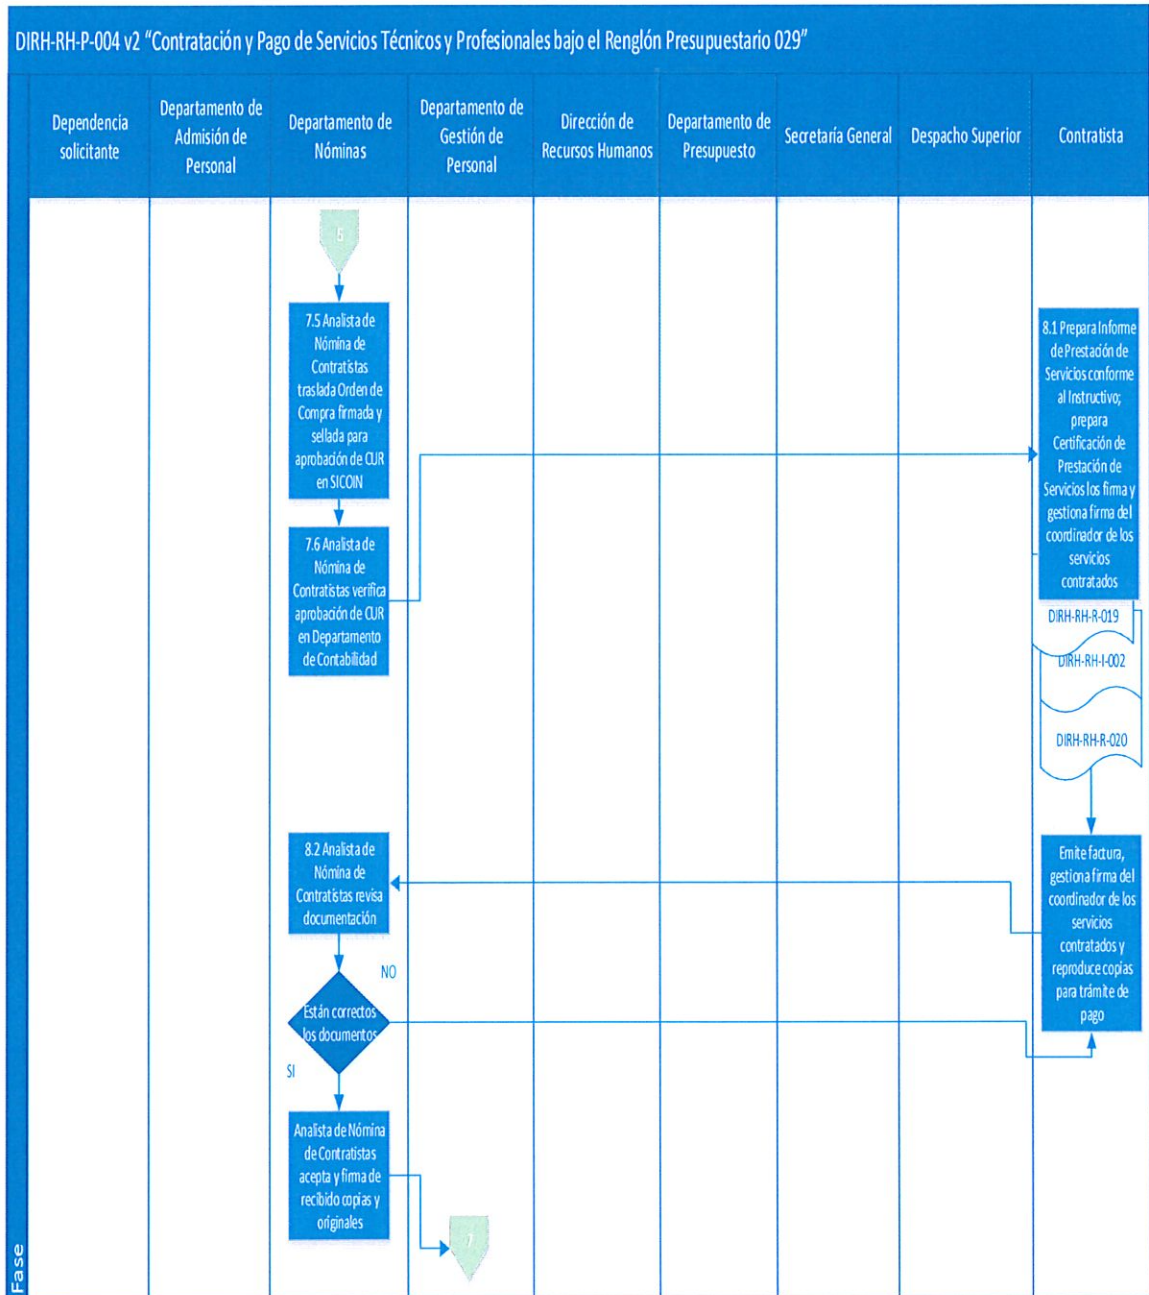 DIRH-RH-P-004 v2 “Contratación y Pago de Servicios Técnicos y Profesionales bajo el Renglón Presupuestario 029”
Dependencia
solicitante
Departamento de
Admisión de
Personal
Departamento de
Nóminas
Departamento de
Gestión de
Personal
Dirección de
Recursos Humanos
Departamento de
Presupuesto
Secretaría General
Despacho Superior
Contratista
5
7.5 Analista de
Nómina de
Contratistas
traslada Orden de
Compra firmada y
sellada para
aprobación de CUR
en SICOIN
7.6 Analista de
Nómina de
Contratistas verifica
aprobación de CUR
en Departamento
de Contabilidad
8.1 Prepara Informe
de Prestación de
Servicios conforme
al Instructivo;
prepara
Certificación de
Prestación de
Servicios los firma y
gestiona firma del
coordinador de los
servicios
contratados
DIRH-RH-R-019
DIRH-RH-I-002
DIRH-RH-R-020
Emite factura,
gestiona firma del
coordinador de los
servicios
contratados y
reproduce copias
para trámite de
pago
8.2 Analista de
Nómina de
Contratistas revisa
documentación
NO
Están correctos
los documentos
SI
Analista de Nómina
de Contratistas
acepta y firma de
recibido copias y
originales
7
Fase